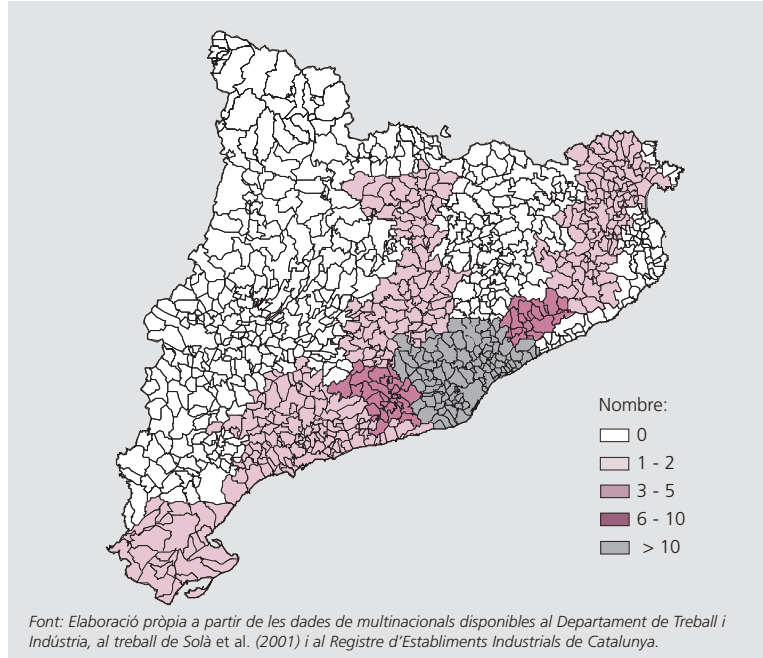 Nombre:
0
1 - 2
3 - 5
6 - 10
> 10
Font: Elaboració pròpia a partir de les dades de multinacionals disponibles al Departament de Treball i
Indústria, al treball de Solà et al. (2001) i al Registre d'Establiments Industrials de Catalunya.